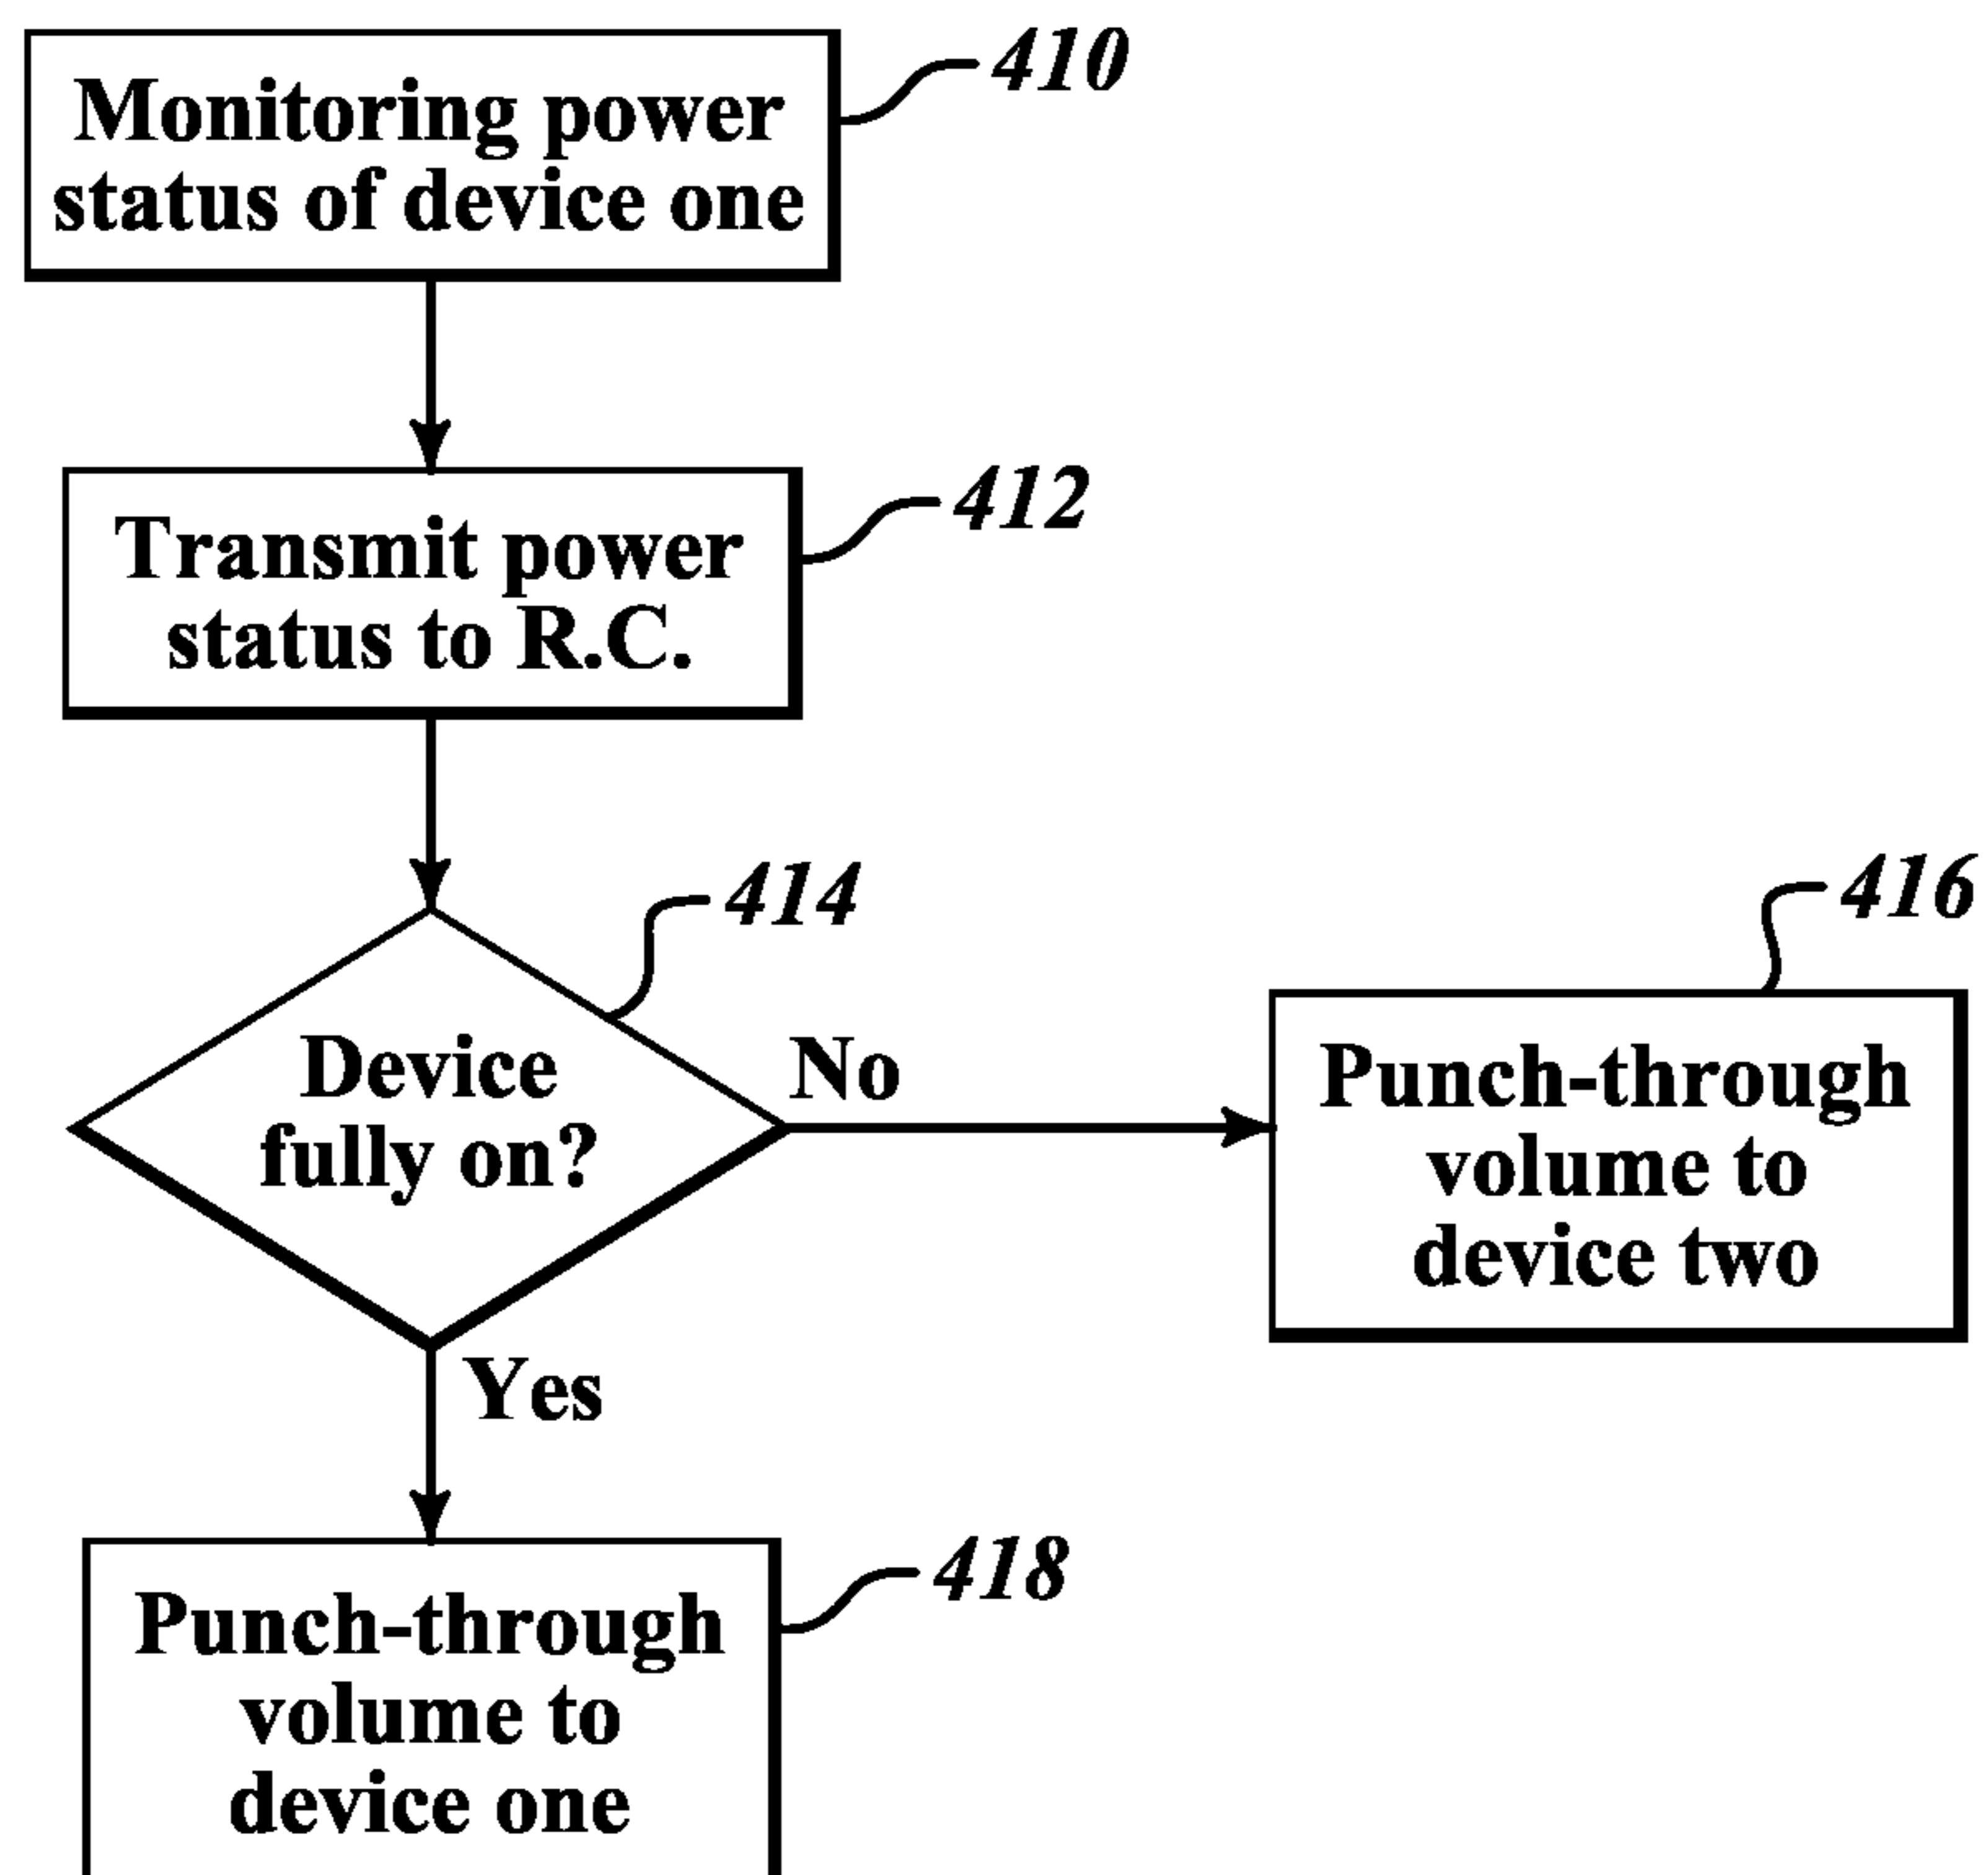 Monitoring power
status of device one
410
Transmit power
status to R.C.
412
414
Device
fully on?
No
416
Punch-through
volume to
device two
Yes
Punch-through
volume to
device one
418